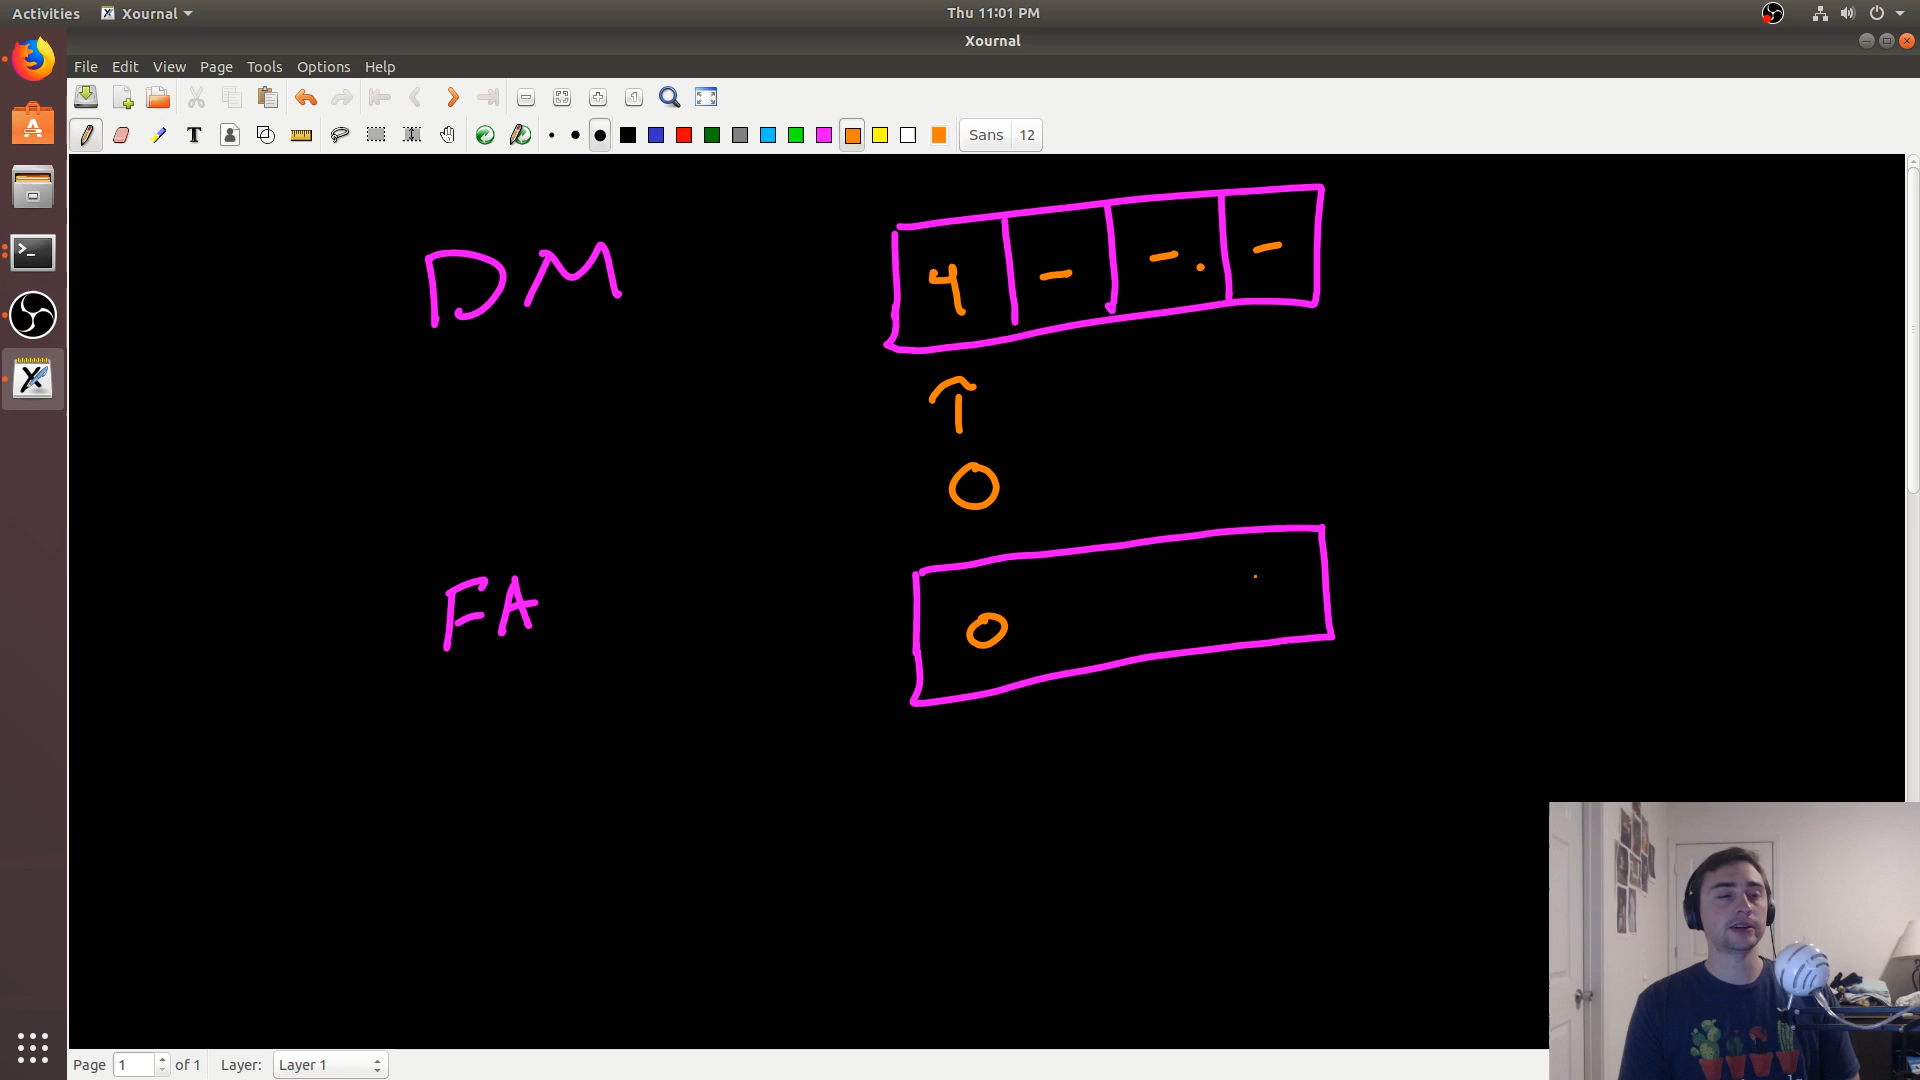 Activities Xournal Thu 11:01 PM
Xournal
File Edit View Page Tools Options Help
Sans 12
DM 4 - -. -
↑
0
FA 0
Page 1 of 1 Layer: Layer 1